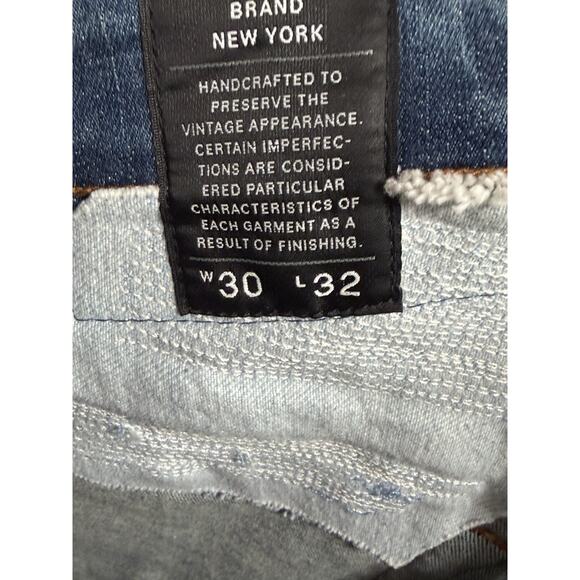 BRAND
NEW YORK
HANDCRAFTED TO
PRESERVE THE
VINTAGE APPEARANCE.
CERTAIN IMPERFEC-
TIONS ARE CONSID-
ERED PARTICULAR
CHARACTERISTICS OF
EACH GARMENT AS A
RESULT OF FINISHING.
W30 L32